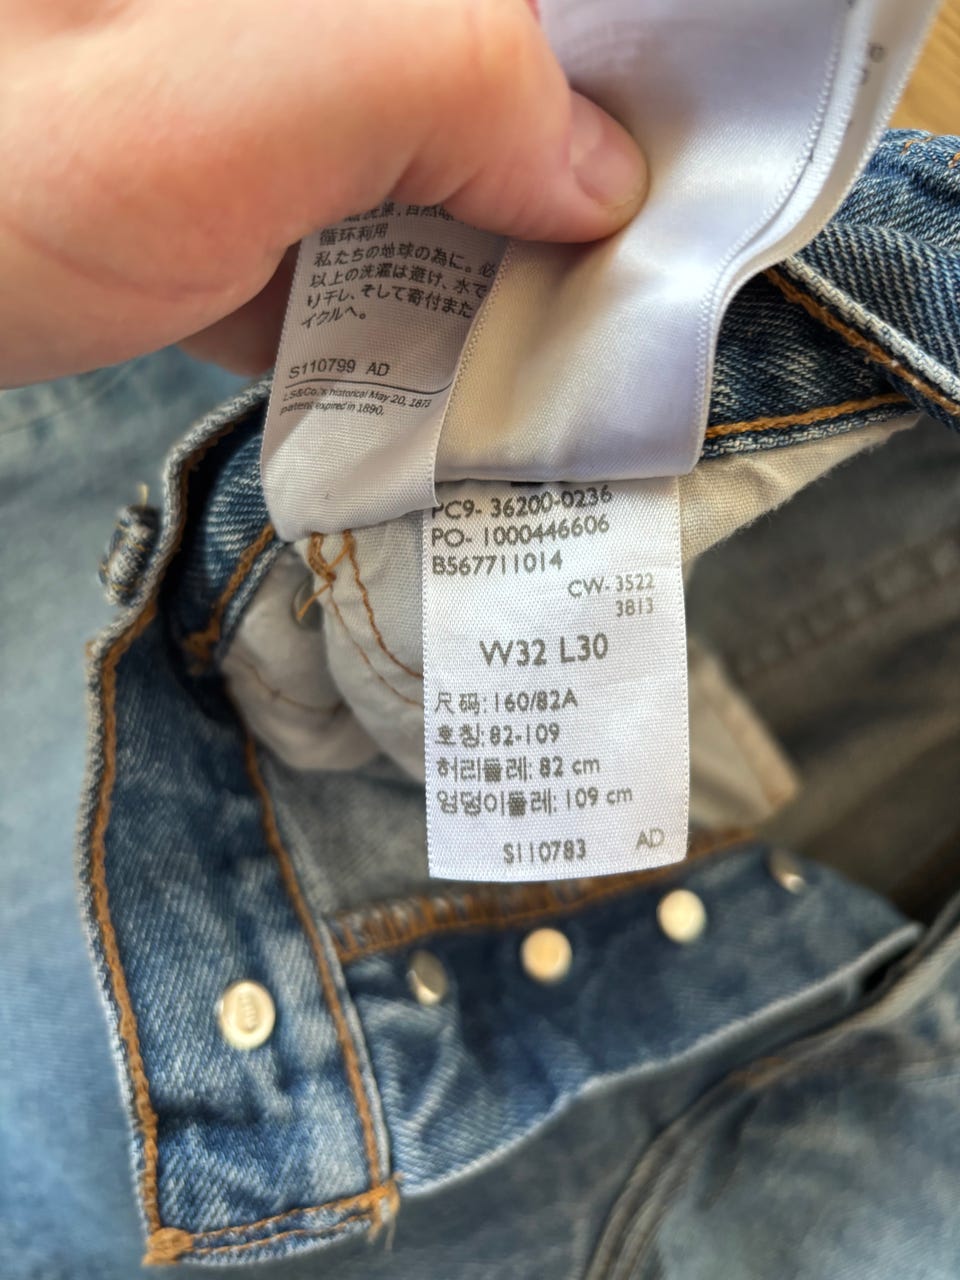 循环利用
私たちの地球の為に。必
以上の洗濯は避け、水で
り干し、そして寄付また
イクルへ。
S110799 AD
LS&Co.'s historical May 20, 1873
patent expired in 1890.
PC9- 36200-0236
PO- 1000446606
B567711014
CW- 3522
3813
W32 L30
尺码: 160/82A
호칭: 82-109
허리둘레: 82 cm
엉덩이둘레: 109 cm
S110783 AD